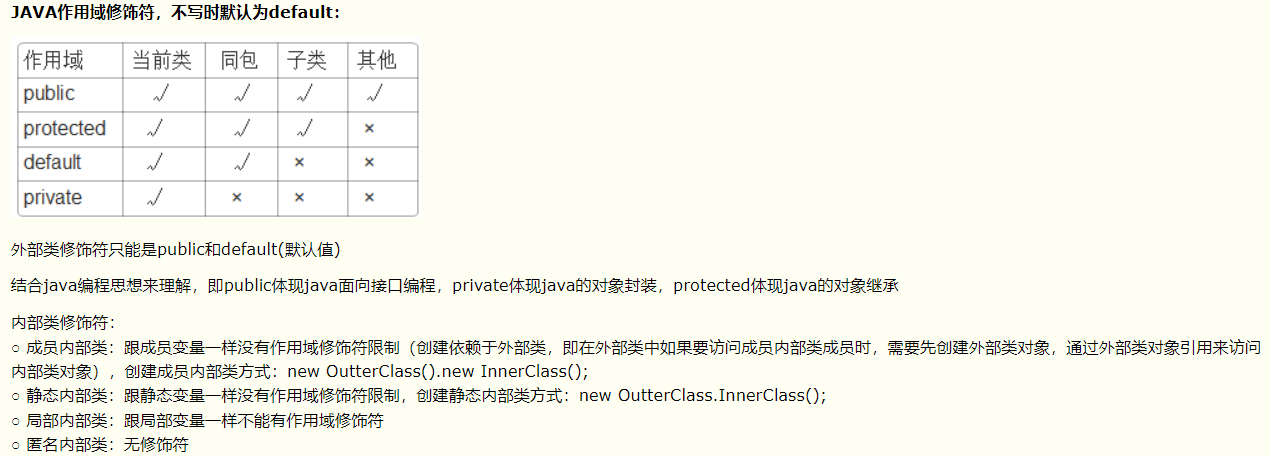 JAVA作用域修饰符，不写时默认为default：
作用域 当前类 同包 子类 其他
public √ √ √ √
protected √ √ √ ×
default √ √ × ×
private √ × × ×
外部类修饰符只能是public和default(默认值)
结合java编程思想来理解，即public体现java面向接口编程，private体现java的对象封装，protected体现java的对象继承
内部类修饰符：
○ 成员内部类：跟成员变量一样没有作用域修饰符限制（创建依赖于外部类，即在外部类中如果要访问成员内部类成员时，需要先创建外部类对象，通过外部类对象引用来访问
内部类对象），创建成员内部类方式：new OutterClass().new InnerClass();
○ 静态内部类：跟静态变量一样没有作用域修饰符限制，创建静态内部类方式：new OutterClass.InnerClass();
○ 局部内部类：跟局部变量一样不能有作用域修饰符
○ 匿名内部类：无修饰符